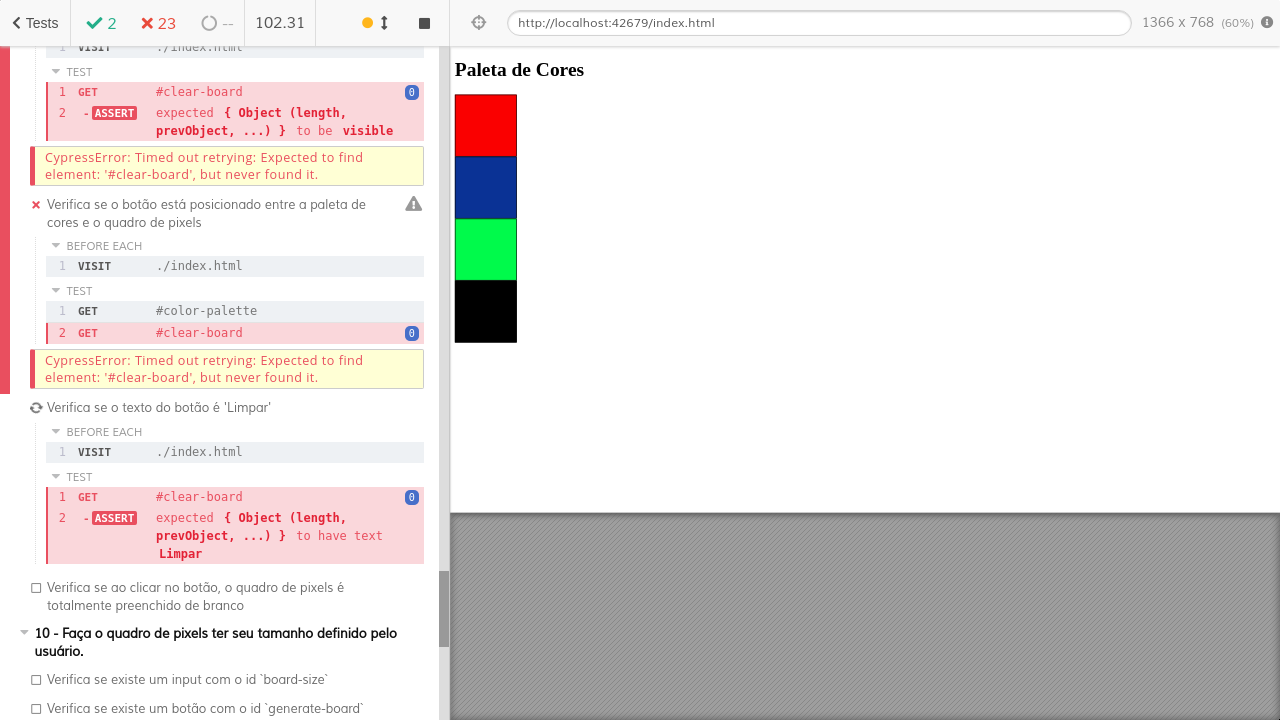 Tests 2 23 -- 102.31 http://localhost:42679/index.html 1366 x 768 (60%)
1 VISIT ./index.html
TEST
1 GET #clear-board 0
2 -ASSERT expected { Object (length,
prevObject, ...) } to be visible
CypressError: Timed out retrying: Expected to find
element: '#clear-board', but never found it.
Verifica se o botão está posicionado entre a paleta de
cores e o quadro de pixels
BEFORE EACH
1 VISIT ./index.html
TEST
1 GET #color-palette
2 GET #clear-board 0
CypressError: Timed out retrying: Expected to find
element: '#clear-board', but never found it.
Verifica se o texto do botão é 'Limpar'
BEFORE EACH
1 VISIT ./index.html
TEST
1 GET #clear-board 0
2 -ASSERT expected { Object (length,
prevObject, ...) } to have text
Limpar
Verifica se ao clicar no botão, o quadro de pixels é
totalmente preenchido de branco
10 - Faça o quadro de pixels ter seu tamanho definido pelo
usuário.
Verifica se existe um input com o id `board-size`
Verifica se existe um botão com o id `generate-board`
Paleta de Cores